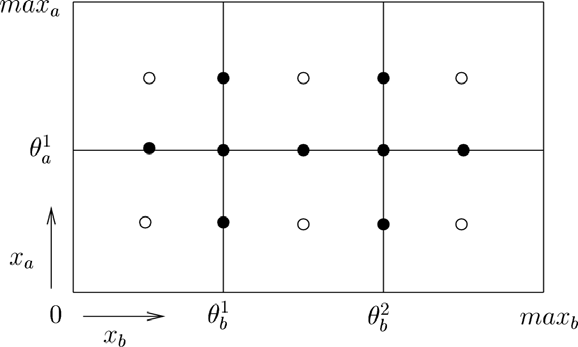 max_a
θ_a^1
x_a
0 θ_b^1 θ_b^2 max_b
x_b